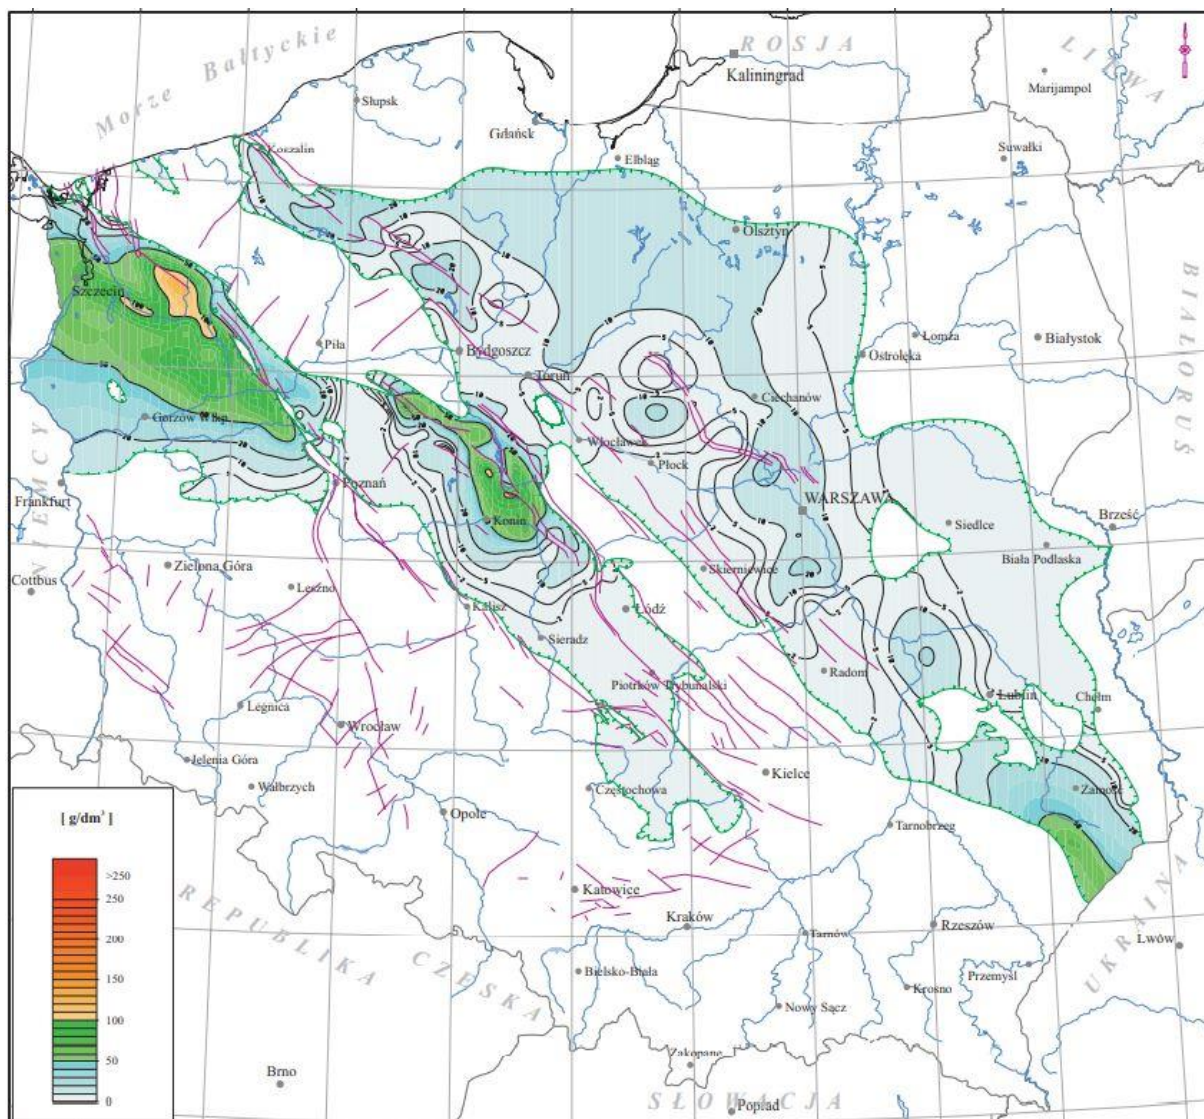 Morze Bałtyckie
ROSJA
LITWA
Kaliningrad
Marijampol
Słupsk
Gdańsk
Elbląg
Suwałki
Koszalin
Olsztyn
Szczecin
BIAŁORUŚ
Piła
Bydgoszcz
Łomża
Białystok
Ostrołęka
Toruń
Ciechanów
Gorzów Wlkp.
Włocławek
Płock
NIEMCY
Frankfurt
Poznań
WARSZAWA
Konin
Siedlce
Brześć
Biała Podlaska
Zielona Góra
Cottbus
Leszno
Skierniewice
Kalisz
Łódź
Sieradz
Radom
Piotrków Trybunalski
Lublin
Chełm
Legnica
Wrocław
Jelenia Góra
Wałbrzych
Kielce
Zamość
Częstochowa
Opole
Tarnobrzeg
[ g/dm³ ]
>250
250
200
150
100
50
0
REPUBLIKA CZESKA
Katowice
Kraków
Tarnów
Rzeszów
Lwów
UKRAINA
Bielsko-Biała
Przemyśl
Krosno
Nowy Sącz
Zakopane
Brno
SŁOWACJA
Popiad